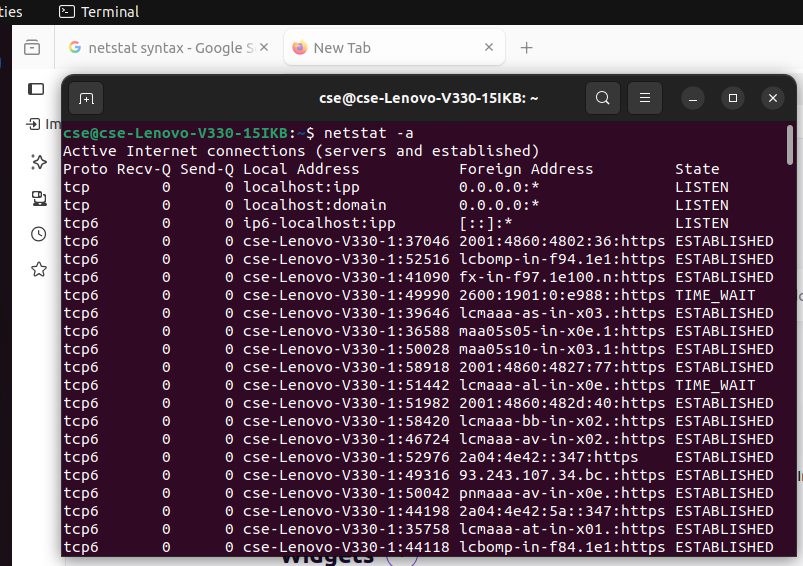 ties Terminal
netstat syntax - Google S
New Tab
cse@cse-Lenovo-V330-15IKB: ~
Im
cse@cse-Lenovo-V330-15IKB:~$ netstat -a
Active Internet connections (servers and established)
Proto Recv-Q Send-Q Local Address Foreign Address State
tcp 0 0 localhost:ipp 0.0.0.0:* LISTEN
tcp 0 0 localhost:domain 0.0.0.0:* LISTEN
tcp6 0 0 ip6-localhost:ipp [::]:* LISTEN
tcp6 0 0 cse-Lenovo-V330-1:37046 2001:4860:4802:36:https ESTABLISHED
tcp6 0 0 cse-Lenovo-V330-1:52516 lcbomp-in-f94.1e1:https ESTABLISHED
tcp6 0 0 cse-Lenovo-V330-1:41090 fx-in-f97.1e100.n:https ESTABLISHED
tcp6 0 0 cse-Lenovo-V330-1:49990 2600:1901:0:e988::https TIME_WAIT
tcp6 0 0 cse-Lenovo-V330-1:39646 lcmaaa-as-in-x03.:https ESTABLISHED
tcp6 0 0 cse-Lenovo-V330-1:36588 maa05s05-in-x0e.1:https ESTABLISHED
tcp6 0 0 cse-Lenovo-V330-1:50028 maa05s10-in-x03.1:https ESTABLISHED
tcp6 0 0 cse-Lenovo-V330-1:58918 2001:4860:4827:77:https ESTABLISHED
tcp6 0 0 cse-Lenovo-V330-1:51442 lcmaaa-al-in-x0e.:https TIME_WAIT
tcp6 0 0 cse-Lenovo-V330-1:51982 2001:4860:482d:40:https ESTABLISHED
tcp6 0 0 cse-Lenovo-V330-1:58420 lcmaaa-bb-in-x02.:https ESTABLISHED
tcp6 0 0 cse-Lenovo-V330-1:46724 lcmaaa-av-in-x02.:https ESTABLISHED
tcp6 0 0 cse-Lenovo-V330-1:52976 2a04:4e42::347:https ESTABLISHED
tcp6 0 0 cse-Lenovo-V330-1:49316 93.243.107.34.bc.:https ESTABLISHED
tcp6 0 0 cse-Lenovo-V330-1:50042 pnmaaa-av-in-x0e.:https ESTABLISHED
tcp6 0 0 cse-Lenovo-V330-1:44198 2a04:4e42:5a::347:https ESTABLISHED
tcp6 0 0 cse-Lenovo-V330-1:35758 lcmaaa-at-in-x01.:https ESTABLISHED
tcp6 0 0 cse-Lenovo-V330-1:44118 lcbomp-in-f84.1e1:https ESTABLISHED
Widgets